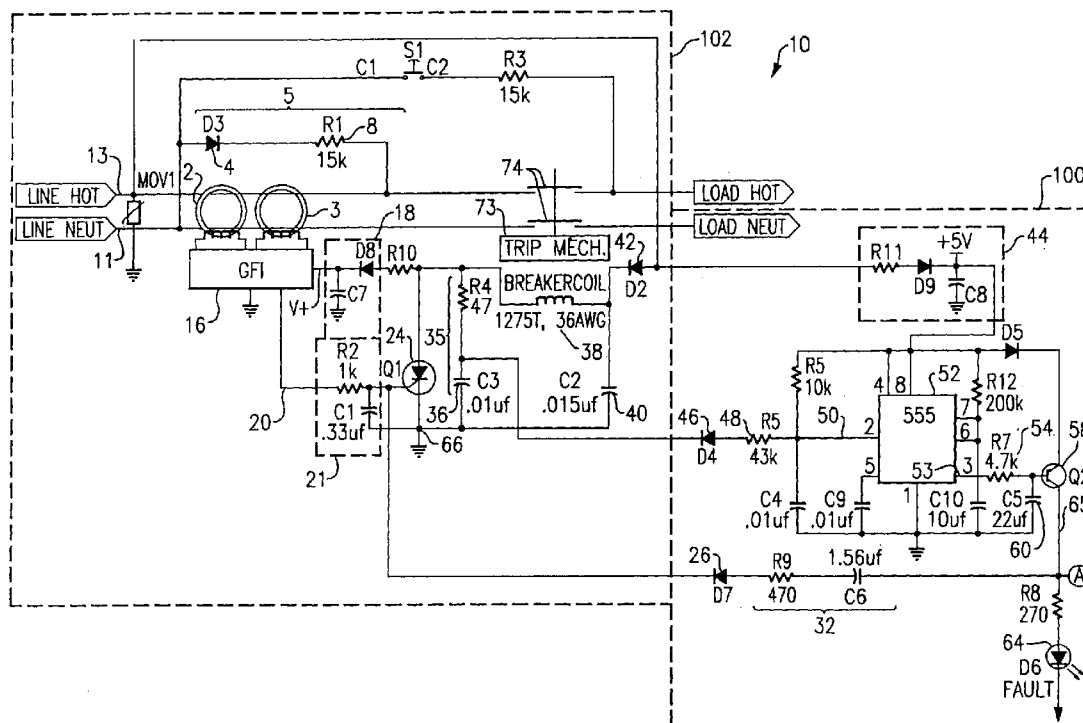 102
10
S1
C1
C2
R3
15k
5
D3
R1
8
4
15k
13
MOV1
2
74
LINE HOT
LOAD HOT
100
3
LINE NEUT
73
LOAD NEUT
18
11
TRIP MECH.
42
44
GFI
D8
R10
BREAKERCOIL
R11
+5V
D2
D9
C8
V+
C7
R4
47
1275T, 36AWG
16
24
35
38
D5
R2
1k
Q1
R5
10k
52
4
8
R12
200k
C3
.01uf
C2
.015uf
555
7
46
48
R5
50
2
6
R7
54
58
20
C1
.33uf
36
40
D4
43k
5
53
3
4.7k
Q2
66
1
65
21
C4
.01uf
C9
.01uf
C10
10uf
C5
22uf
60
26
R9
1.56uf
A
D7
470
C6
R8
270
32
64
D6
FAULT